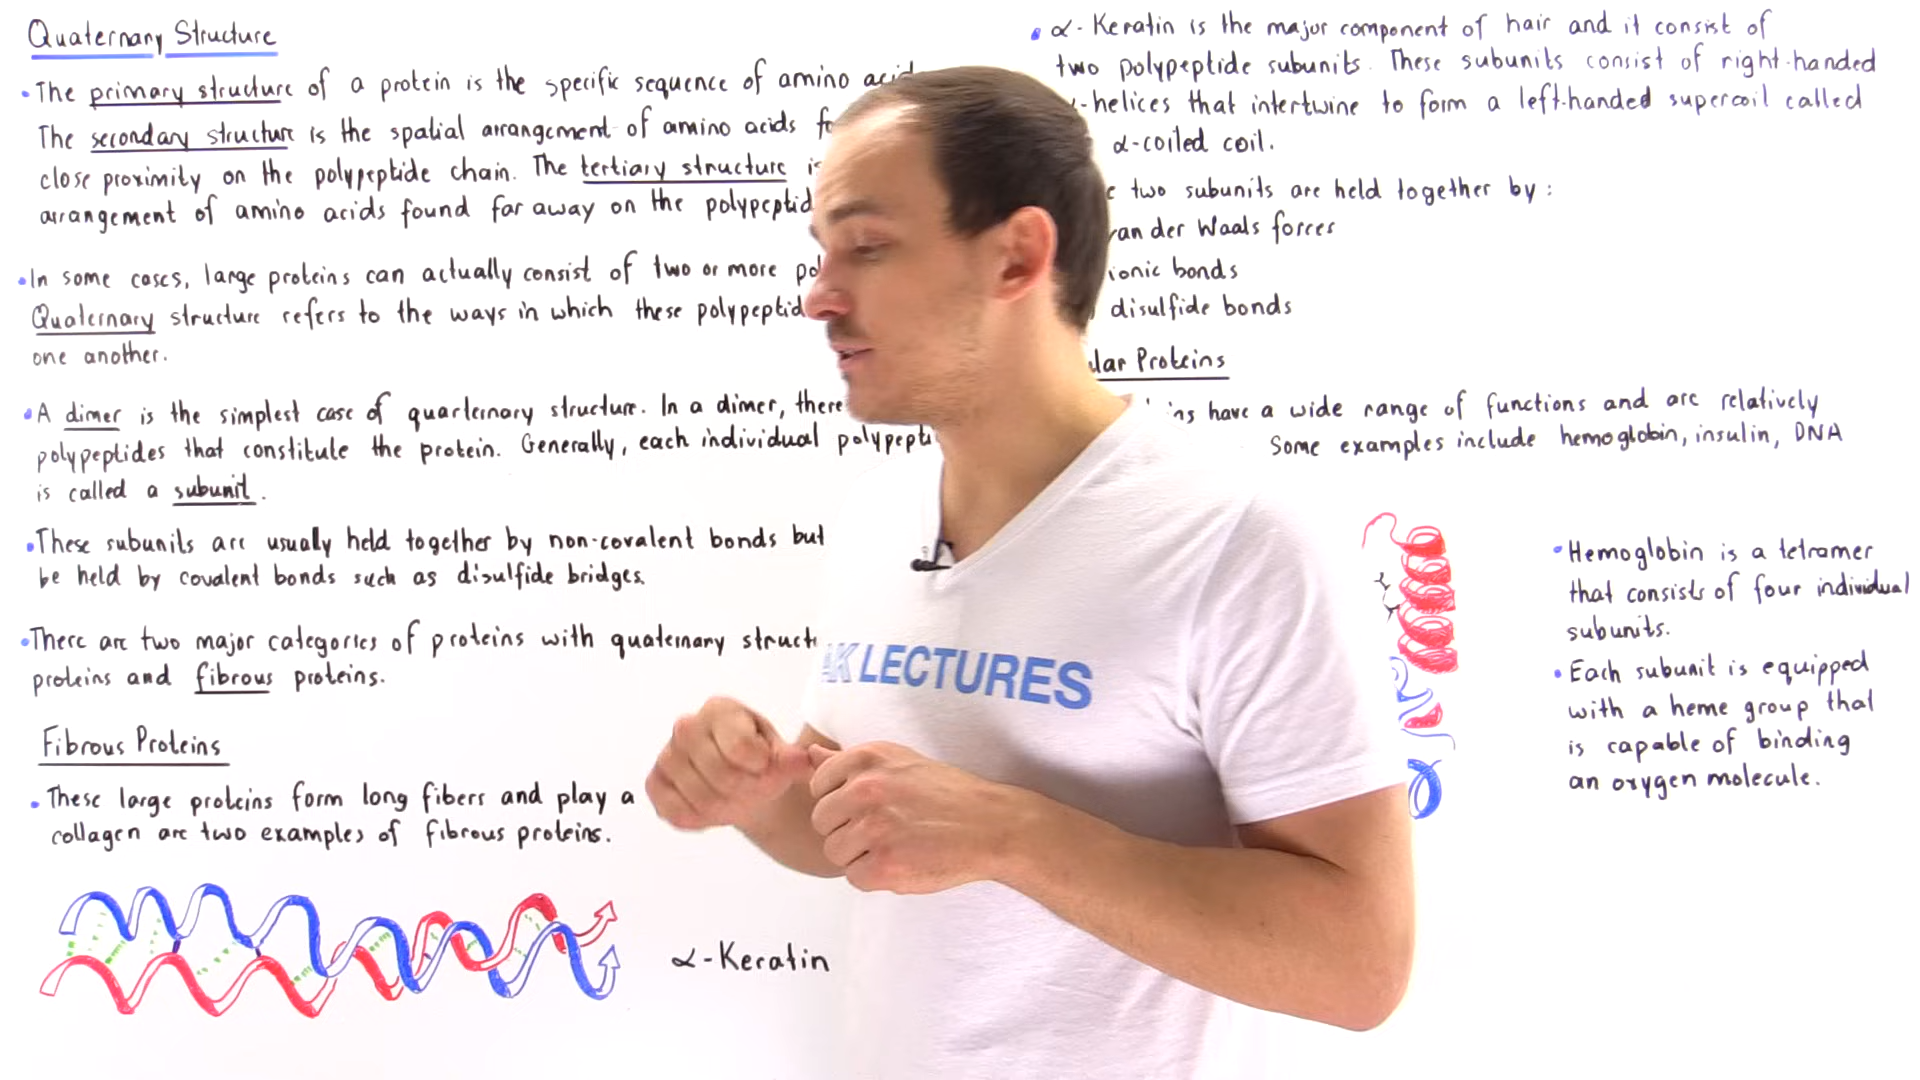 Quaternary Structure
• The primary structure of a protein is the specific sequence of amino acid
The secondary structure is the spatial arrangement of amino acids
close proximity on the polypeptide chain. The tertiary structure
arrangement of amino acids found far away on the
• In some cases, large proteins can actually consist of two or more
Quaternary structure refers to the ways in which these
one another.
• A dimer is the simplest case of quarternary structure. In a dimer, there
polypeptides that constitute the protein. Generally, each individual
is called a subunit.
• These subunits are usually held together by non-covalent bonds but
be held by covalent bonds such as disulfide bridges.
• There are two major categories of proteins with quaternary
proteins and fibrous proteins.
Fibrous Proteins
• These large proteins form long fibers and play a
collagen are two examples of fibrous proteins.
α-Keratin
• α-Keratin is the major component of hair and it consist of
two polypeptide subunits. These subunits consist of right-handed
-helices that intertwine to form a left-handed supercoil called
α-coiled coil.
two subunits are held together by:
van der Waals forces
ionic bonds
disulfide bonds
Proteins
have a wide range of functions and are relatively
Some examples include hemoglobin, insulin, DNA
• Hemoglobin is a tetramer
that consists of four individual
subunits.
• Each subunit is equipped
with a heme group that
is capable of binding
an oxygen molecule.
AK LECTURES